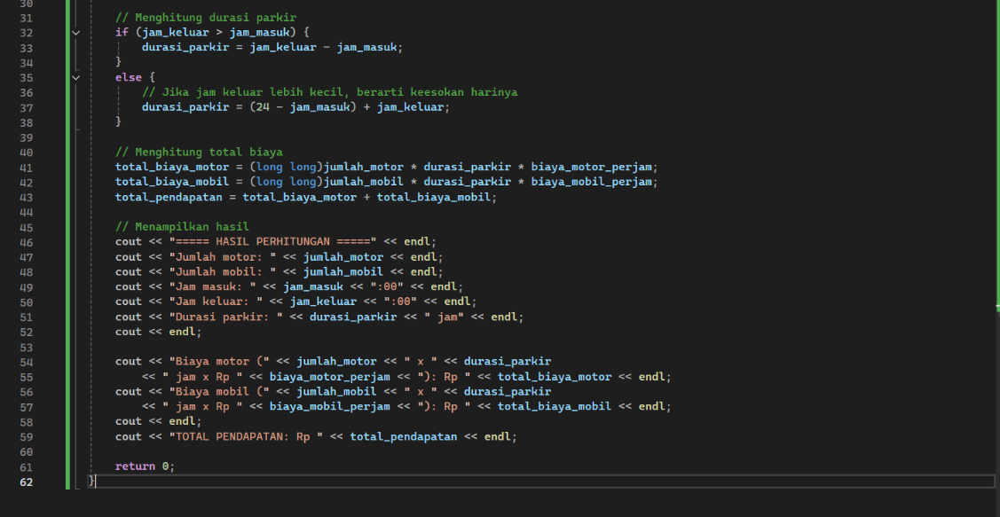 30
31 // Menghitung durasi parkir
32 if (jam_keluar > jam_masuk) {
33 durasi_parkir = jam_keluar - jam_masuk;
34 }
35 else {
36 // Jika jam keluar lebih kecil, berarti keesokan harinya
37 durasi_parkir = (24 - jam_masuk) + jam_keluar;
38 }
39
40 // Menghitung total biaya
41 total_biaya_motor = (long long)jumlah_motor * durasi_parkir * biaya_motor_perjam;
42 total_biaya_mobil = (long long)jumlah_mobil * durasi_parkir * biaya_mobil_perjam;
43 total_pendapatan = total_biaya_motor + total_biaya_mobil;
44
45 // Menampilkan hasil
46 cout << "===== HASIL PERHITUNGAN =====" << endl;
47 cout << "Jumlah motor: " << jumlah_motor << endl;
48 cout << "Jumlah mobil: " << jumlah_mobil << endl;
49 cout << "Jam masuk: " << jam_masuk << ":00" << endl;
50 cout << "Jam keluar: " << jam_keluar << ":00" << endl;
51 cout << "Durasi parkir: " << durasi_parkir << " jam" << endl;
52 cout << endl;
53
54 cout << "Biaya motor (" << jumlah_motor << " x " << durasi_parkir
55 << " jam x Rp " << biaya_motor_perjam << "): Rp " << total_biaya_motor << endl;
56 cout << "Biaya mobil (" << jumlah_mobil << " x " << durasi_parkir
57 << " jam x Rp " << biaya_mobil_perjam << "): Rp " << total_biaya_mobil << endl;
58 cout << endl;
59 cout << "TOTAL PENDAPATAN: Rp " << total_pendapatan << endl;
60
61 return 0;
62 }